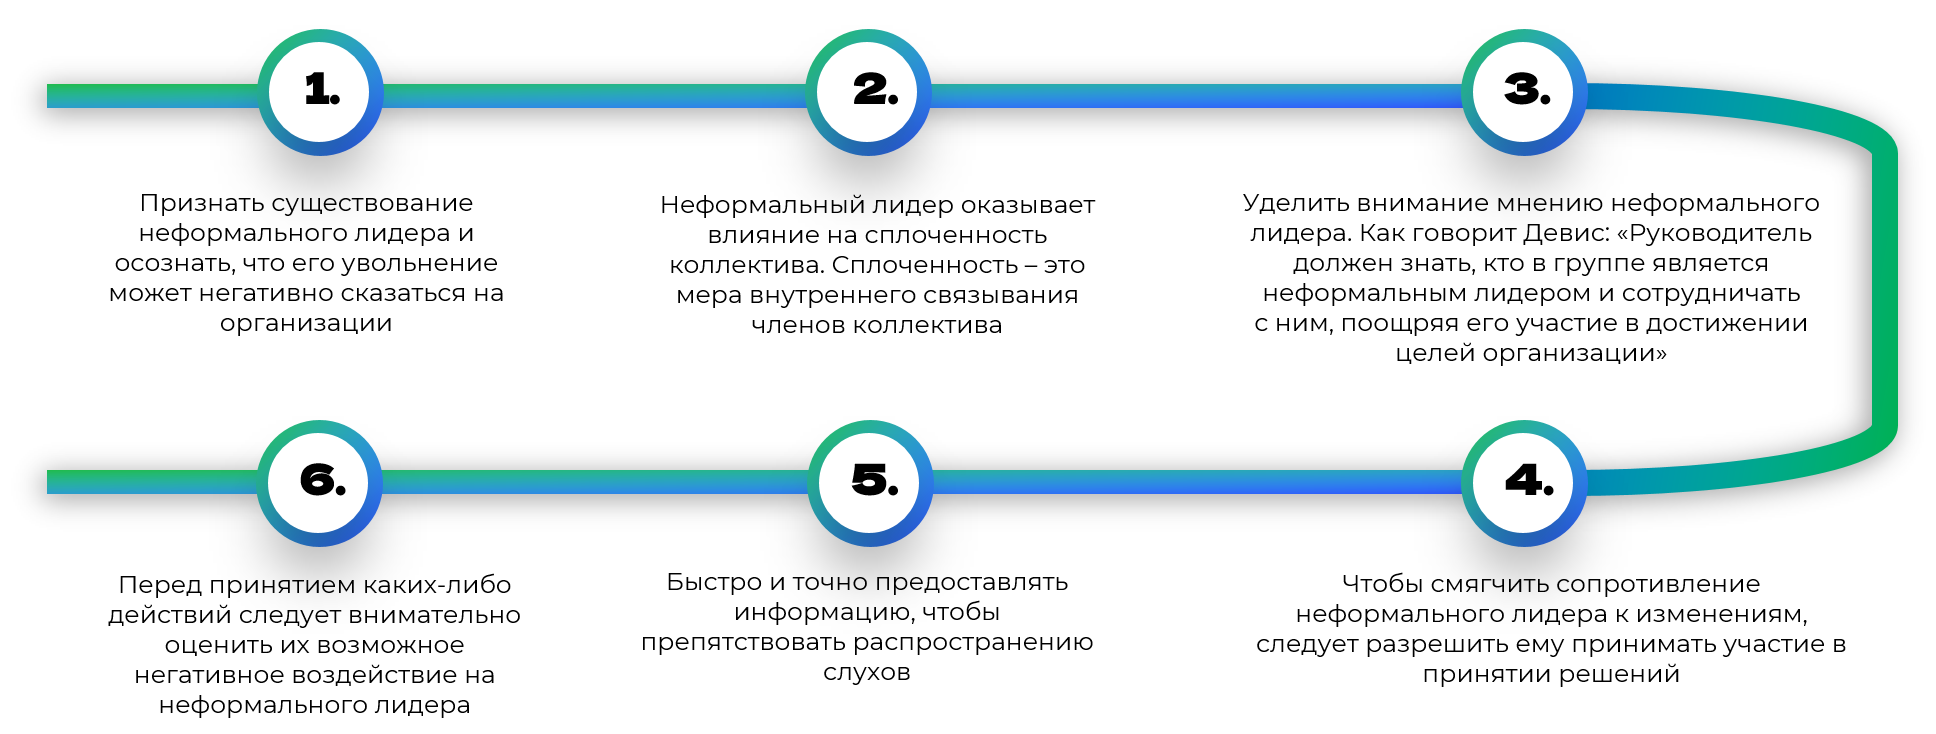 1.
Признать существование
неформального лидера и
осознать, что его увольнение
может негативно сказаться на
организации
2.
Неформальный лидер оказывает
влияние на сплоченность
коллектива. Сплоченность – это
мера внутреннего связывания
членов коллектива
3.
Уделить внимание мнению неформального
лидера. Как говорит Девис: «Руководитель
должен знать, кто в группе является
неформальным лидером и сотрудничать
с ним, поощряя его участие в достижении
целей организации»
4.
Чтобы смягчить сопротивление
неформального лидера к изменениям,
следует разрешить ему принимать участие в
принятии решений
5.
Быстро и точно предоставлять
информацию, чтобы
препятствовать распространению
слухов
6.
Перед принятием каких-либо
действий следует внимательно
оценить их возможное
негативное воздействие на
неформального лидера